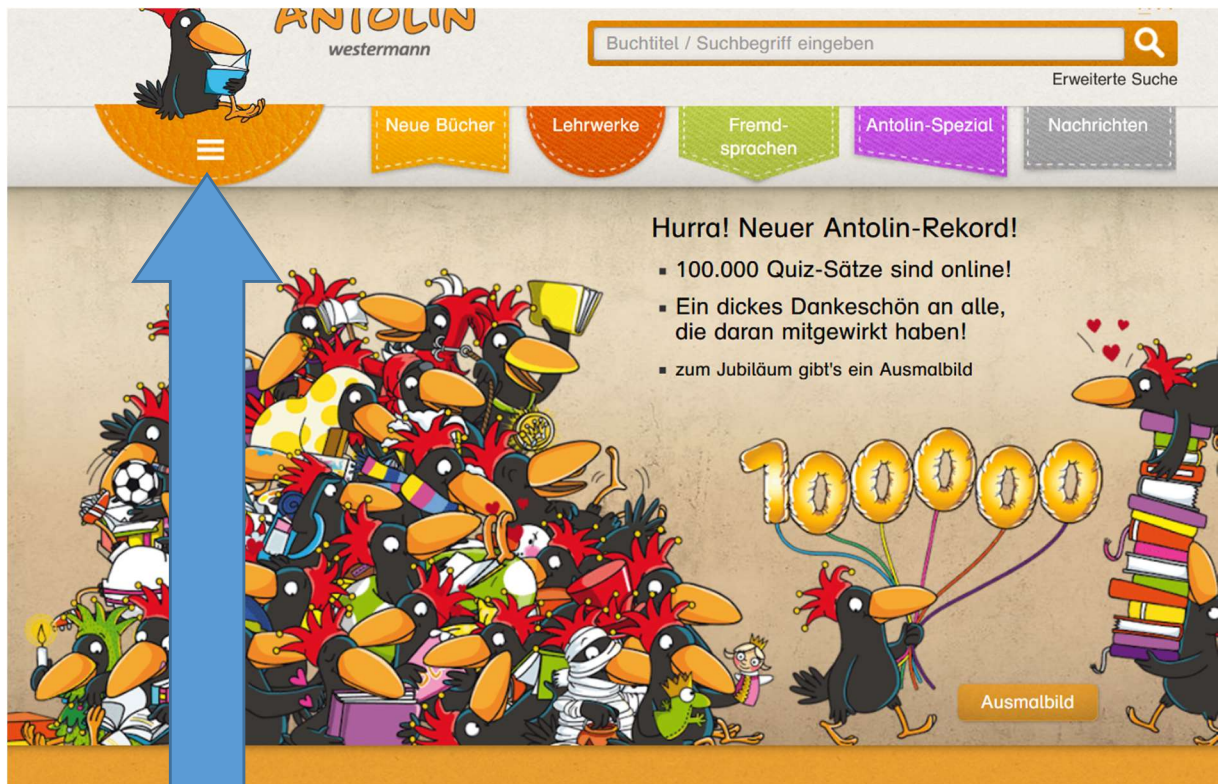 ANTOLIN
westermann
Buchtitel / Suchbegriff eingeben
Erweiterte Suche
Neue Bücher
Lehrwerke
Fremd-
sprachen
Antolin-Spezial
Nachrichten
Hurra! Neuer Antolin-Rekord!
▪ 100.000 Quiz-Sätze sind online!
▪ Ein dickes Dankeschön an alle,
die daran mitgewirkt haben!
▪ zum Jubiläum gibt's ein Ausmalbild
100000
Ausmalbild